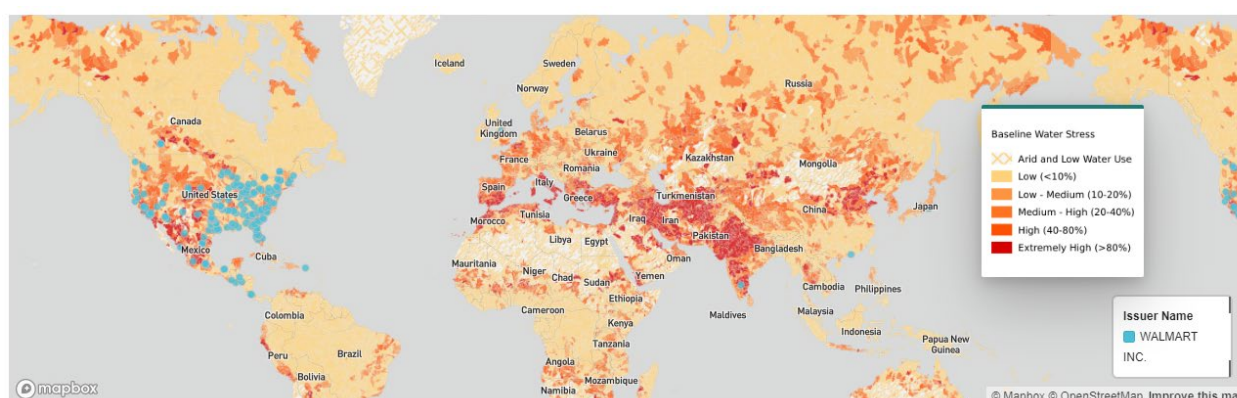 Iceland
Sweden
Norway
Russia
Canada
United
Kingdom
Belarus
Ukraine
France
Romania
Kazakhstan
Mongolia
United States
Spain
Italy
Greece
Turkmenistan
China
Japan
Morocco
Tunisia
Iraq
Iran
Pakistan
Mexico
Cuba
Libya
Egypt
Oman
Bangladesh
Mauritania
Niger
Chad
Sudan
Yemen
Cambodia
Philippines
Ethiopia
Cameroon
Maldives
Malaysia
Colombia
Kenya
Indonesia
Papua New
Guinea
Tanzania
Peru
Brazil
Angola
Bolivia
Namibia
Mozambique
Baseline Water Stress
Arid and Low Water Use
Low (<10%)
Low - Medium (10-20%)
Medium - High (20-40%)
High (40-80%)
Extremely High (>80%)
Issuer Name
WALMART
INC.
mapbox
© Mapbox © OpenStreetMap Improve this ma